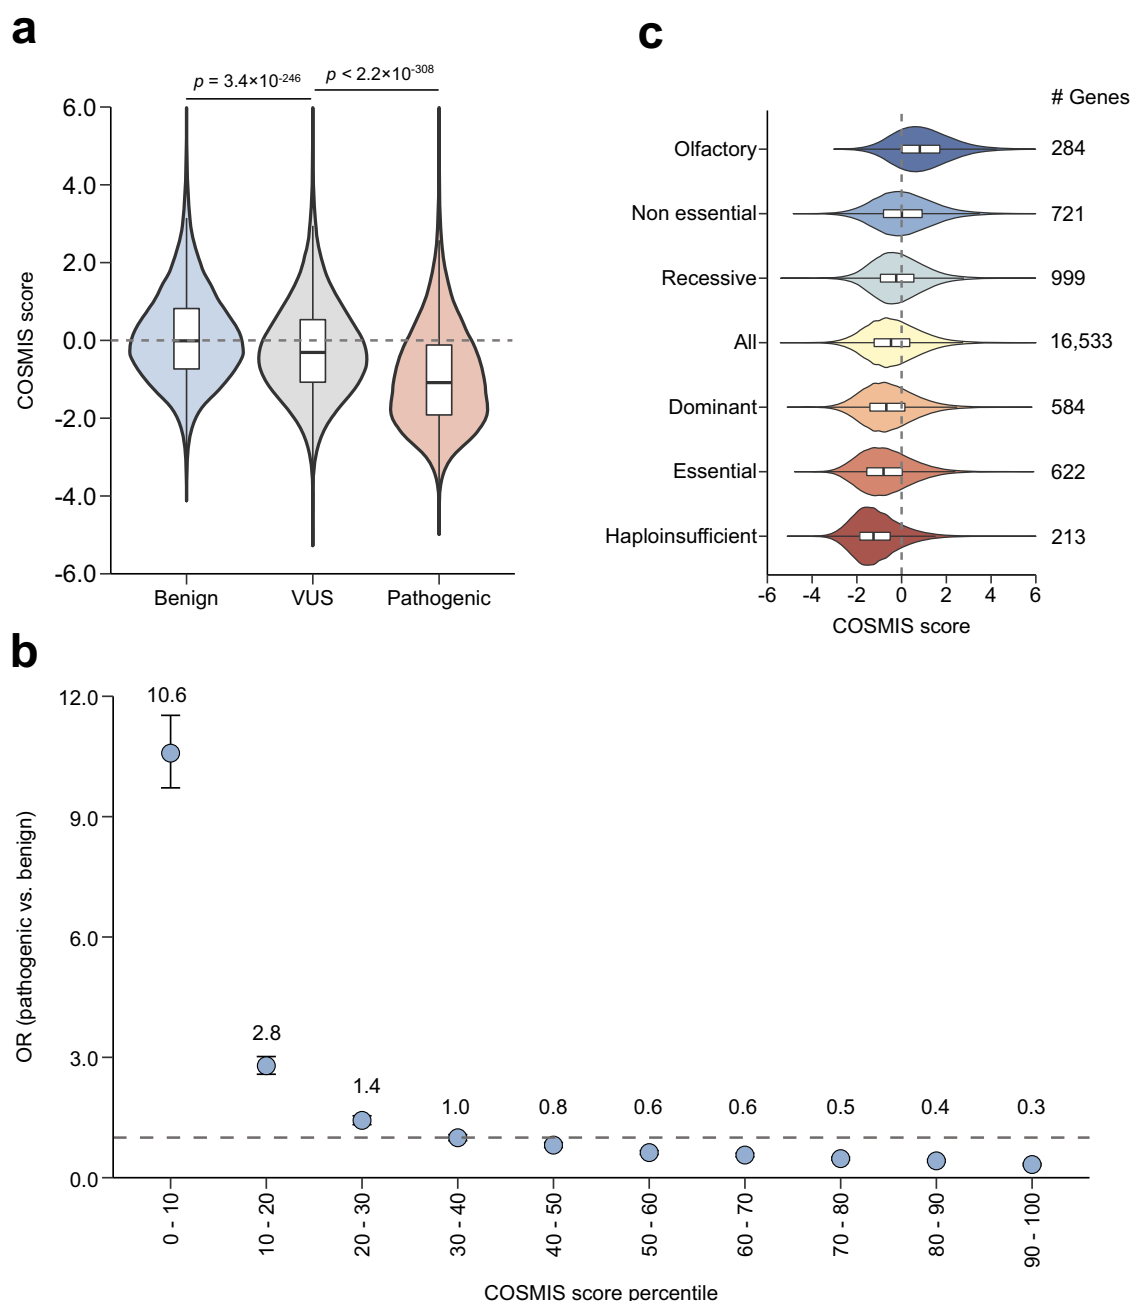 a
p = 3.4×10-246
p < 2.2×10-308
6.0
4.0
2.0
0.0
-2.0
-4.0
-6.0
COSMIS score
Benign
VUS
Pathogenic
c
# Genes
Olfactory
284
Non essential
721
Recessive
999
All
16,533
Dominant
584
Essential
622
Haploinsufficient
213
-6 -4 -2 0 2 4 6
COSMIS score
b
12.0
9.0
6.0
3.0
0.0
OR (pathogenic vs. benign)
10.6
2.8
1.4
1.0
0.8
0.6
0.6
0.5
0.4
0.3
0 - 10
10 - 20
20 - 30
30 - 40
40 - 50
50 - 60
60 - 70
70 - 80
80 - 90
90 - 100
COSMIS score percentile